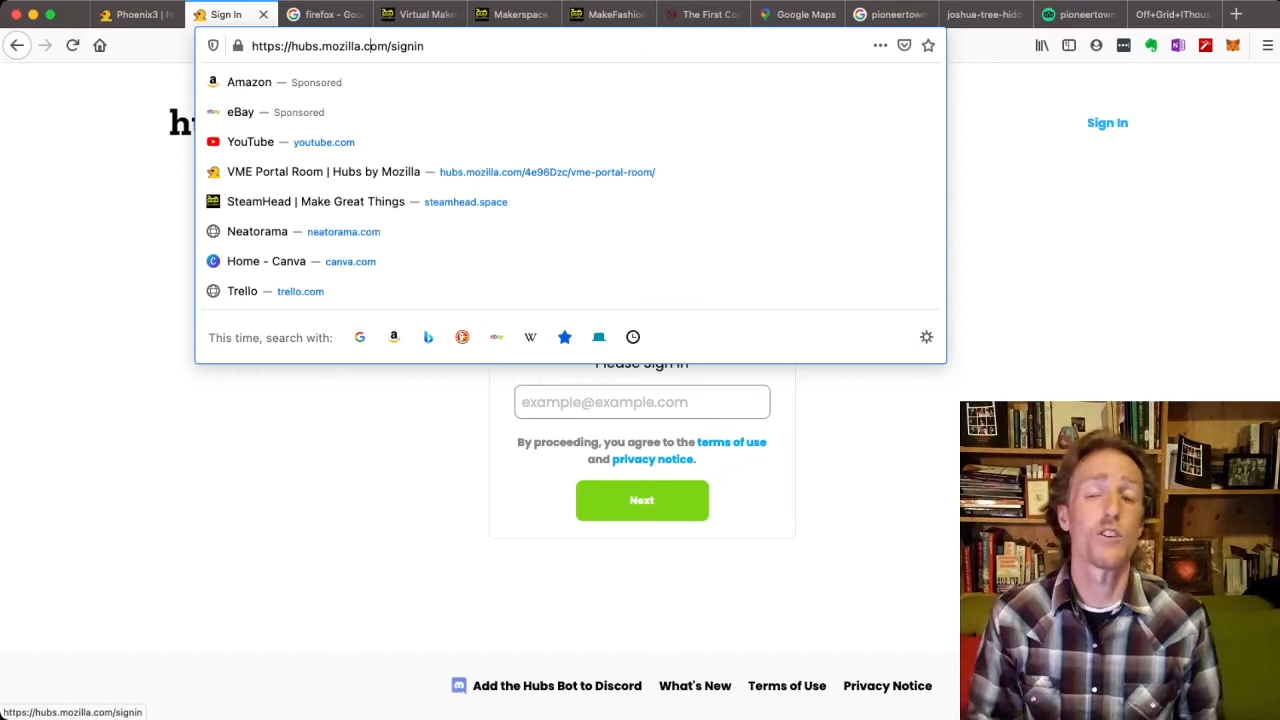 Phoenix3 | H
Sign In
firefox - Goo
Virtual Make
Makerspace
MakeFashion
The First Co
Google Maps
pioneertown
joshua-tree-hidd
pioneertown
Off+Grid+IThous
https://hubs.mozilla.com/signin
Amazon — Sponsored
eBay — Sponsored
YouTube — youtube.com
VME Portal Room | Hubs by Mozilla — hubs.mozilla.com/4e96Dzc/vme-portal-room/
SteamHead | Make Great Things — steamhead.space
Neatorama — neatorama.com
Home - Canva — canva.com
Trello — trello.com
This time, search with:
h
Sign In
Please Sign In
example@example.com
By proceeding, you agree to the terms of use
and privacy notice.
Next
Add the Hubs Bot to Discord What's New Terms of Use Privacy Notice
https://hubs.mozilla.com/signin